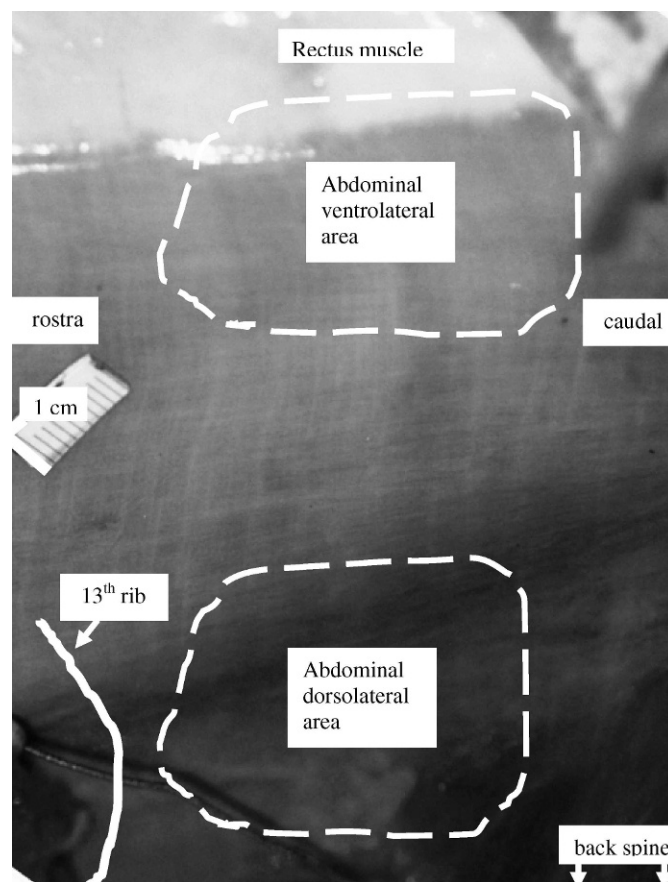 Rectus muscle
Abdominal
ventrolateral
area
rostra
caudal
1 cm
13th rib
Abdominal
dorsolateral
area
back spine